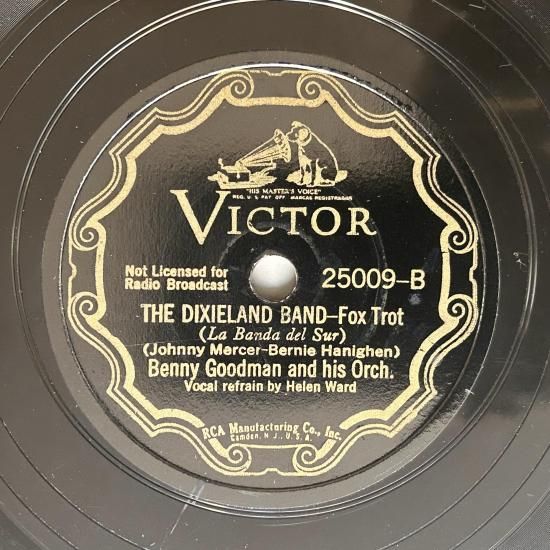 "HIS MASTER'S VOICE"
REG. U.S. PAT. OFF. MARCAS REGISTRADAS
VICTOR
Not Licensed for
Radio Broadcast
25009-B
THE DIXIELAND BAND-Fox Trot
(La Banda del Sur)
(Johnny Mercer-Bernie Hanighen)
Benny Goodman and his Orch.
Vocal refrain by Helen Ward
RCA Manufacturing Co., Inc.
Camden, N.J., U.S.A.